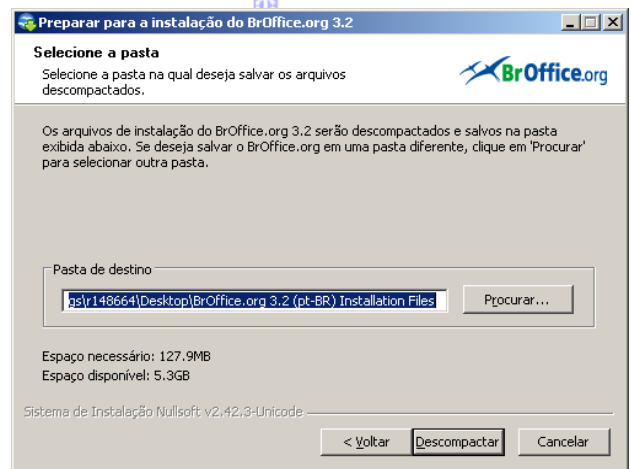 Preparar para a instalação do BrOffice.org 3.2
Selecione a pasta
Selecione a pasta na qual deseja salvar os arquivos
descompactados.
BrOffice.org
Os arquivos de instalação do BrOffice.org 3.2 serão descompactados e salvos na pasta
exibida abaixo. Se deseja salvar o BrOffice.org em uma pasta diferente, clique em 'Procurar'
para selecionar outra pasta.
Pasta de destino
gs\r148664\Desktop\BrOffice.org 3.2 (pt-BR) Installation Files
Procurar...
Espaço necessário: 127.9MB
Espaço disponível: 5.3GB
Sistema de Instalação Nullsoft v2.42.3-Unicode
< Voltar Descompactar Cancelar